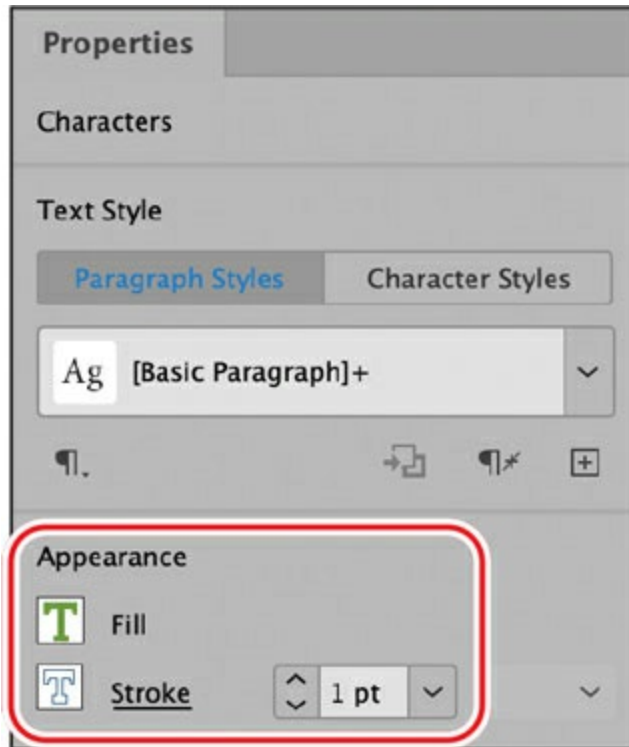 Properties
Characters
Text Style
Paragraph Styles Character Styles
Ag [Basic Paragraph]+
¶.
Appearance
T Fill
T Stroke 1 pt